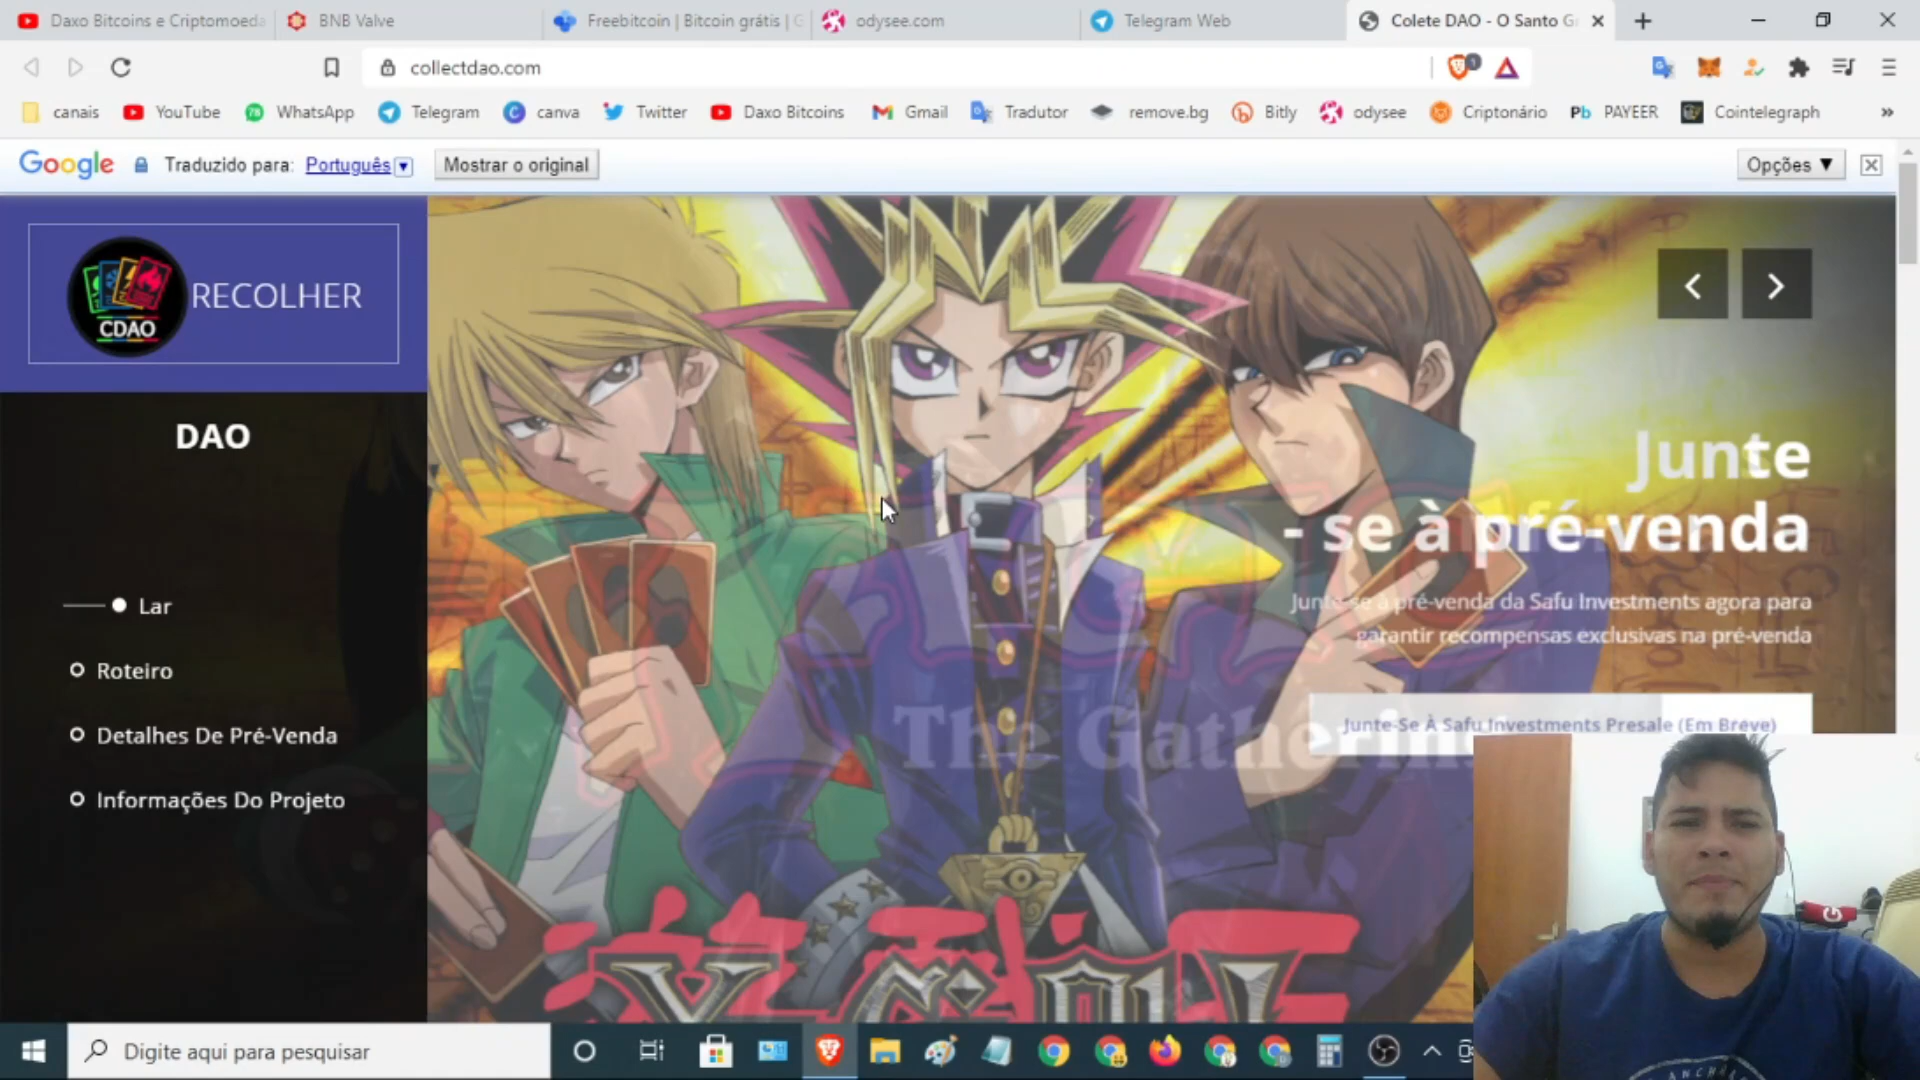 Daxo Bitcoins e Criptomoeda
BNB Valve
Freebitcoin | Bitcoin grátis | G
odysee.com
Telegram Web
Colete DAO - O Santo G
collectdao.com
canais
YouTube
WhatsApp
Telegram
canva
Twitter
Daxo Bitcoins
Gmail
Tradutor
remove.bg
Bitly
odysee
Criptonário
Pb PAYEER
Cointelegraph
»
Google
Traduzido para: Português
Mostrar o original
Opções ▼
CDAO
RECOLHER
DAO
Lar
Roteiro
Detalhes De Pré-Venda
Informações Do Projeto
Junte
- se à pré-venda
Junte-se à pré-venda da Safu Investments agora para
garantir recompensas exclusivas na pré-venda
Junte-Se À Safu Investments Presale (Em Breve)
The Gathering
Digite aqui para pesquisar